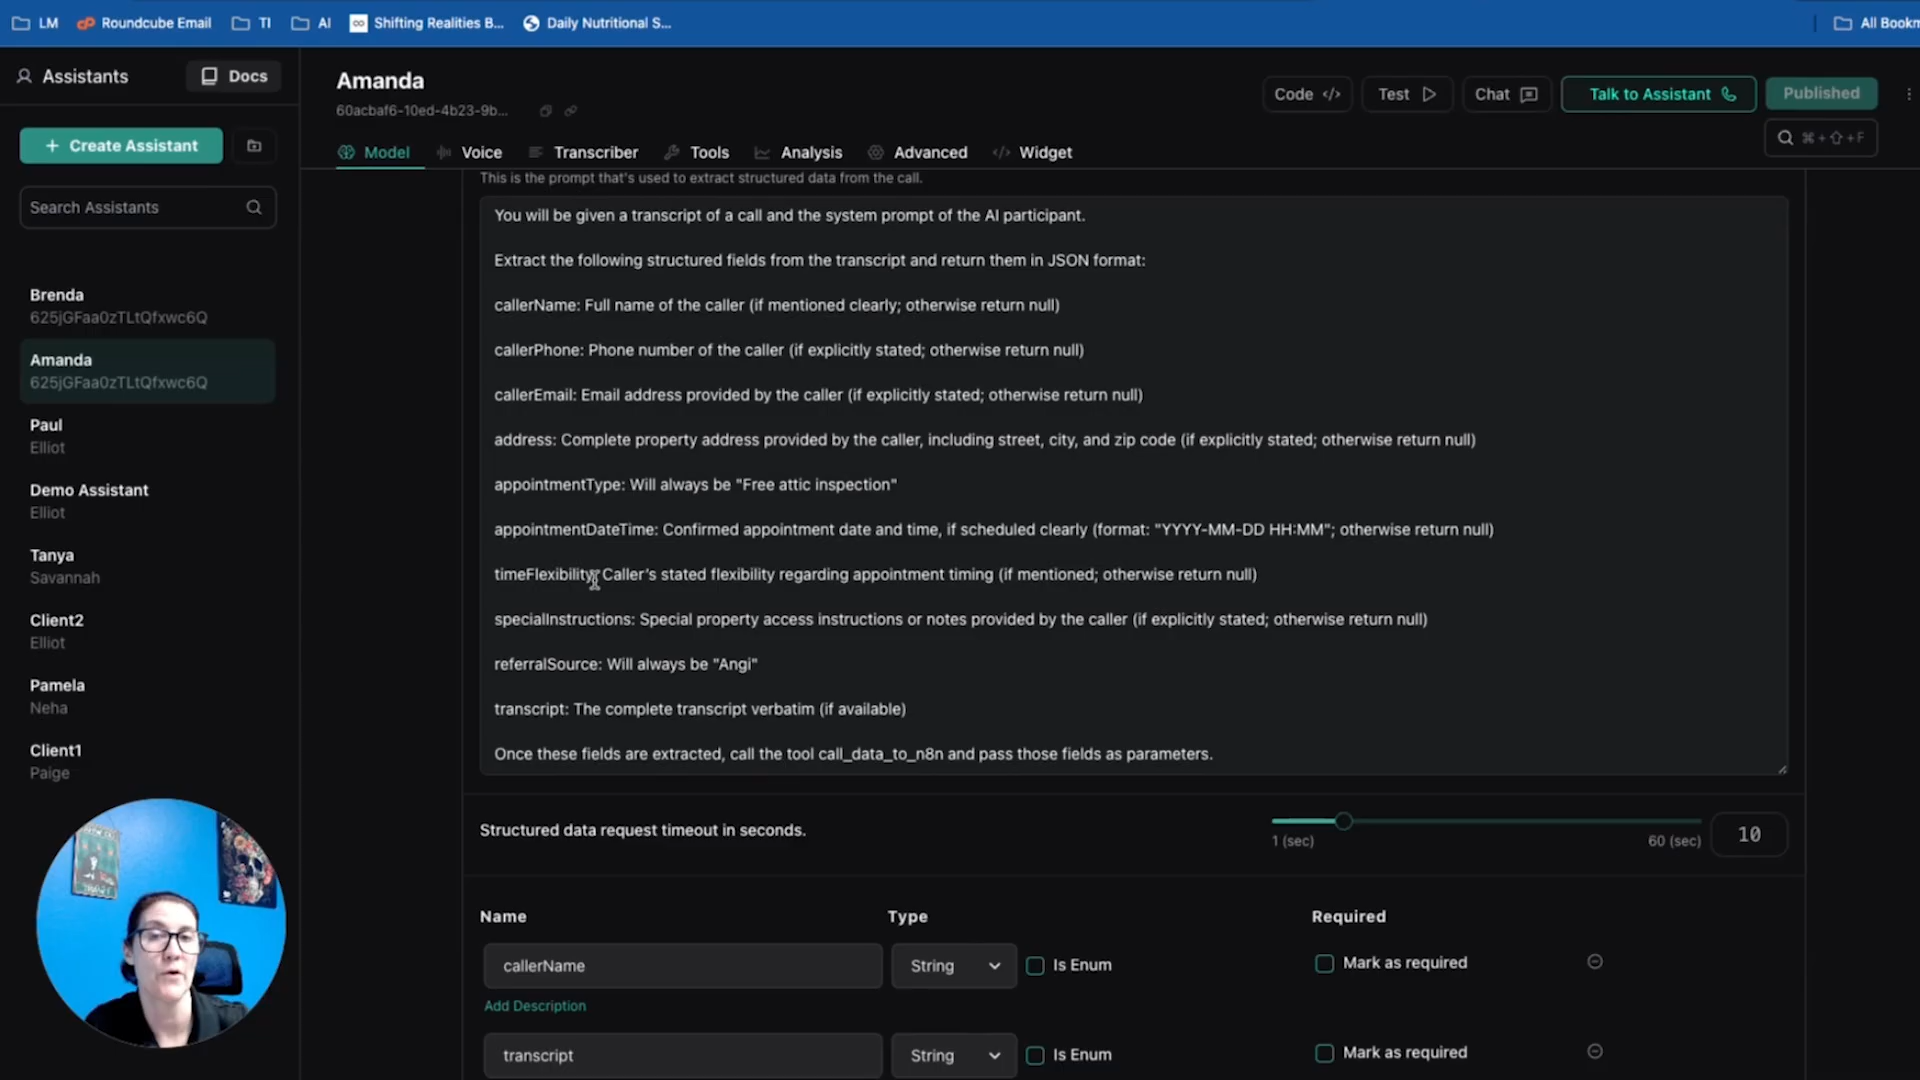 LM
Roundcube Email
TI
AI
Shifting Realities B...
Daily Nutritional S...
All Bookm
Assistants
Docs
Create Assistant
Search Assistants
Brenda
625jGFaa0zTLtQfxwc6Q
Amanda
625jGFaa0zTLtQfxwc6Q
Paul
Elliot
Demo Assistant
Elliot
Tanya
Savannah
Client2
Elliot
Pamela
Neha
Client1
Paige
Amanda
60acbaf6-10ed-4b23-9b...
Code </>
Test
Chat
Talk to Assistant
Published
⌘+⇧+F
Model
Voice
Transcriber
Tools
Analysis
Advanced
</> Widget
This is the prompt that's used to extract structured data from the call.
You will be given a transcript of a call and the system prompt of the AI participant.
Extract the following structured fields from the transcript and return them in JSON format:
callerName: Full name of the caller (if mentioned clearly; otherwise return null)
callerPhone: Phone number of the caller (if explicitly stated; otherwise return null)
callerEmail: Email address provided by the caller (if explicitly stated; otherwise return null)
address: Complete property address provided by the caller, including street, city, and zip code (if explicitly stated; otherwise return null)
appointmentType: Will always be "Free attic inspection"
appointmentDateTime: Confirmed appointment date and time, if scheduled clearly (format: "YYYY-MM-DD HH:MM"; otherwise return null)
timeFlexibility: Caller's stated flexibility regarding appointment timing (if mentioned; otherwise return null)
specialInstructions: Special property access instructions or notes provided by the caller (if explicitly stated; otherwise return null)
referralSource: Will always be "Angi"
transcript: The complete transcript verbatim (if available)
Once these fields are extracted, call the tool call_data_to_n8n and pass those fields as parameters.
Structured data request timeout in seconds.
1 (sec)
60 (sec)
10
Name
Type
Required
callerName
String
Is Enum
Mark as required
Add Description
transcript
String
Is Enum
Mark as required